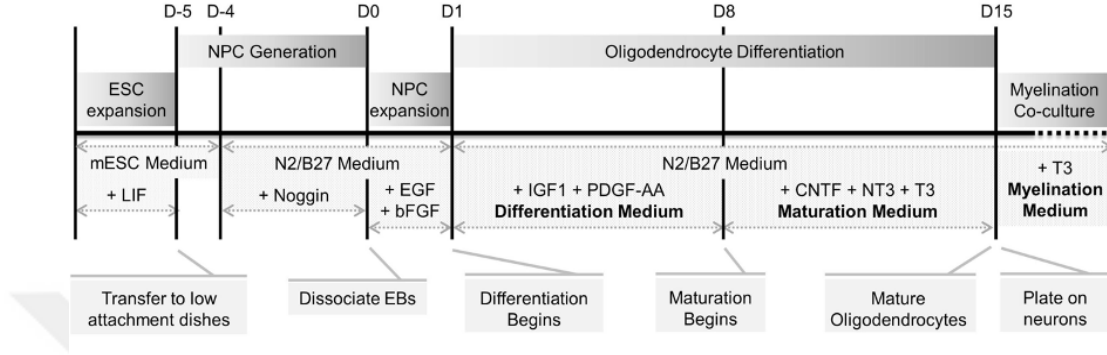 D-5
D-4
D0
D1
D8
D15
NPC Generation
Oligodendrocyte Differentiation
ESC
expansion
NPC
expansion
Myelination
Co-culture
mESC Medium
N2/B27 Medium
N2/B27 Medium
+ LIF
+ Noggin
+ EGF
+ bFGF
+ IGF1 + PDGF-AA
Differentiation Medium
+ CNTF + NT3 + T3
Maturation Medium
+ T3
Myelination
Medium
Transfer to low
attachment dishes
Dissociate EBs
Differentiation
Begins
Maturation
Begins
Mature
Oligodendrocytes
Plate on
neurons